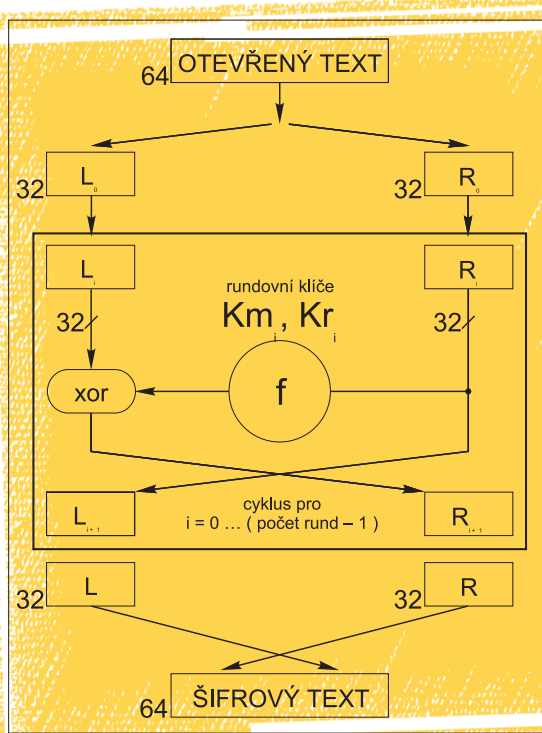 64 OTEVŘENÝ TEXT
32 L₀ 32 R₀
Lᵢ Rᵢ
rundovní klíče
Kmᵢ, Krᵢ
32 32
xor f
cyklus pro
i = 0 ... ( počet rund – 1 )
Lᵢ₊₁ Rᵢ₊₁
32 L 32 R
64 ŠIFROVÝ TEXT